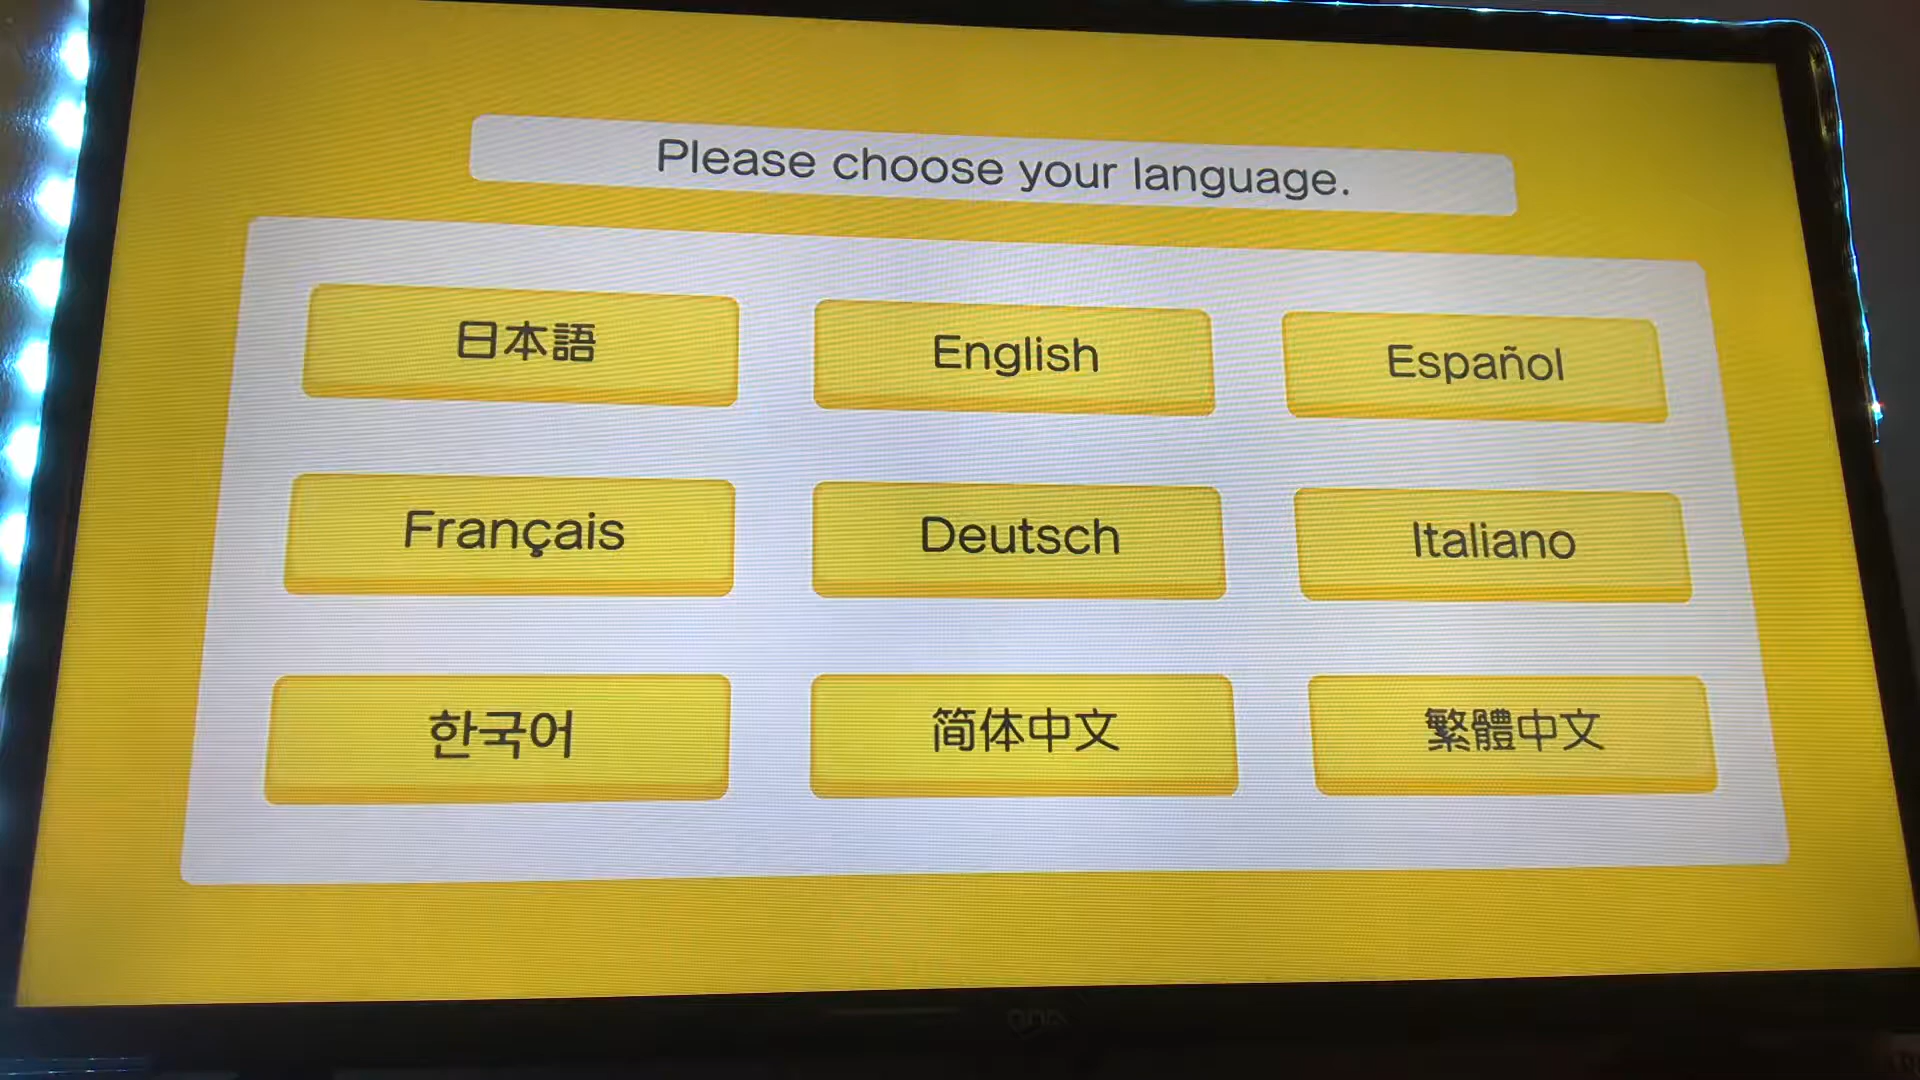 Please choose your language.
日本語
English
Español
Français
Deutsch
Italiano
한국어
简体中文
繁體中文